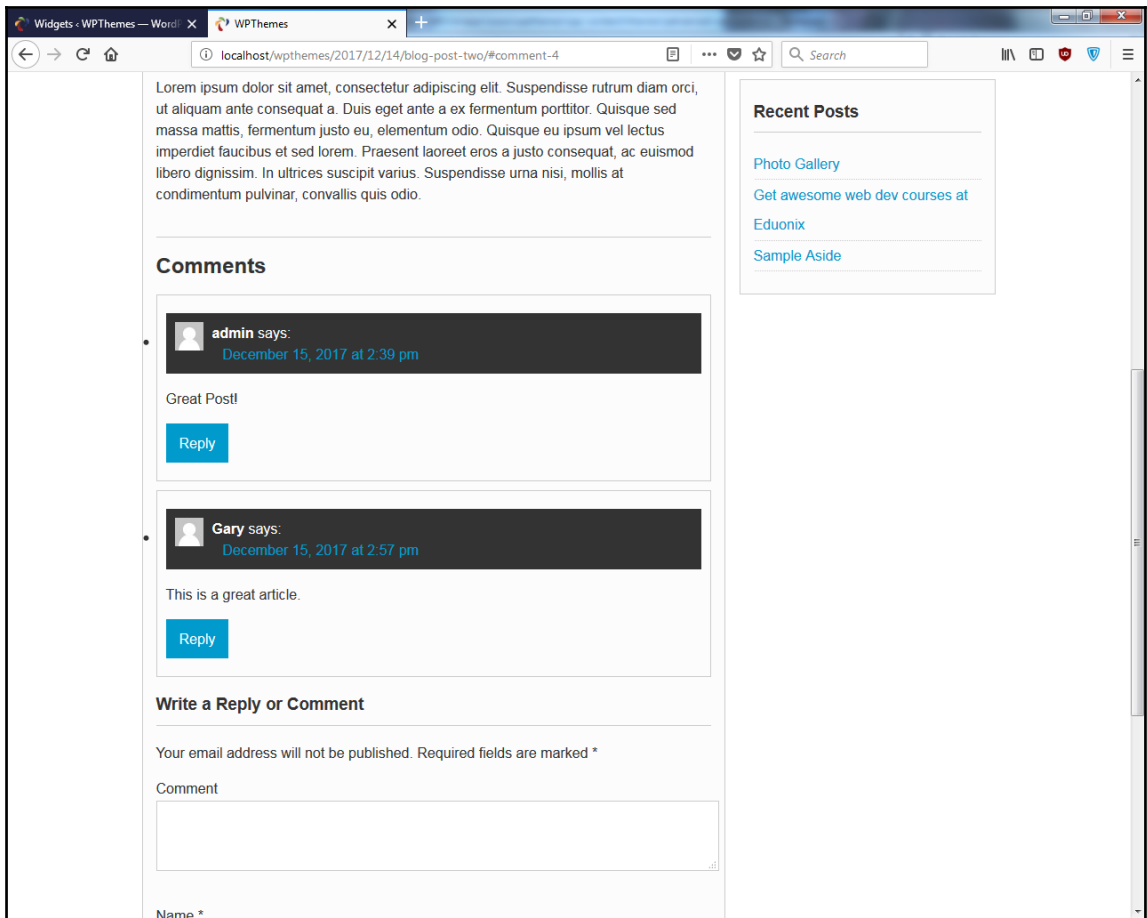 Widgets ‹ WPThemes — WordP
WPThemes
localhost/wpthemes/2017/12/14/blog-post-two/#comment-4
Search
Lorem ipsum dolor sit amet, consectetur adipiscing elit. Suspendisse rutrum diam orci,
ut aliquam ante consequat a. Duis eget ante a ex fermentum porttitor. Quisque sed
massa mattis, fermentum justo eu, elementum odio. Quisque eu ipsum vel lectus
imperdiet faucibus et sed lorem. Praesent laoreet eros a justo consequat, ac euismod
libero dignissim. In ultrices suscipit varius. Suspendisse urna nisi, mollis at
condimentum pulvinar, convallis quis odio.
Comments
admin says:
December 15, 2017 at 2:39 pm
Great Post!
Reply
Gary says:
December 15, 2017 at 2:57 pm
This is a great article.
Reply
Write a Reply or Comment
Your email address will not be published. Required fields are marked *
Comment
Name *
Recent Posts
Photo Gallery
Get awesome web dev courses at
Eduonix
Sample Aside